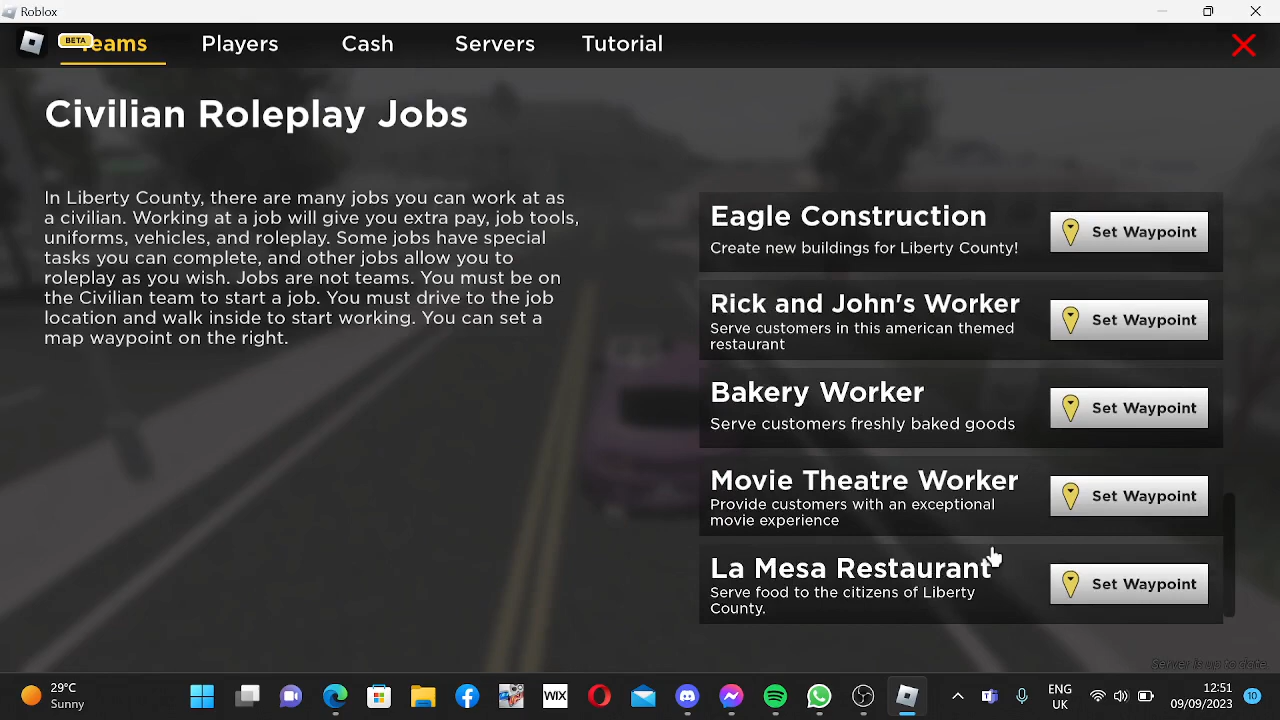 Roblox
BETA
Teams
Players
Cash
Servers
Tutorial
Civilian Roleplay Jobs
In Liberty County, there are many jobs you can work at as
a civilian. Working at a job will give you extra pay, job tools,
uniforms, vehicles, and roleplay. Some jobs have special
tasks you can complete, and other jobs allow you to
roleplay as you wish. Jobs are not teams. You must be on
the Civilian team to start a job. You must drive to the job
location and walk inside to start working. You can set a
map waypoint on the right.
Eagle Construction
Create new buildings for Liberty County!
Set Waypoint
Rick and John's Worker
Serve customers in this american themed
restaurant
Set Waypoint
Bakery Worker
Serve customers freshly baked goods
Set Waypoint
Movie Theatre Worker
Provide customers with an exceptional
movie experience
Set Waypoint
La Mesa Restaurant
Serve food to the citizens of Liberty
County.
Set Waypoint
Server is up to date
29°C
Sunny
WIX
ENG
UK
12:51
09/09/2023
10